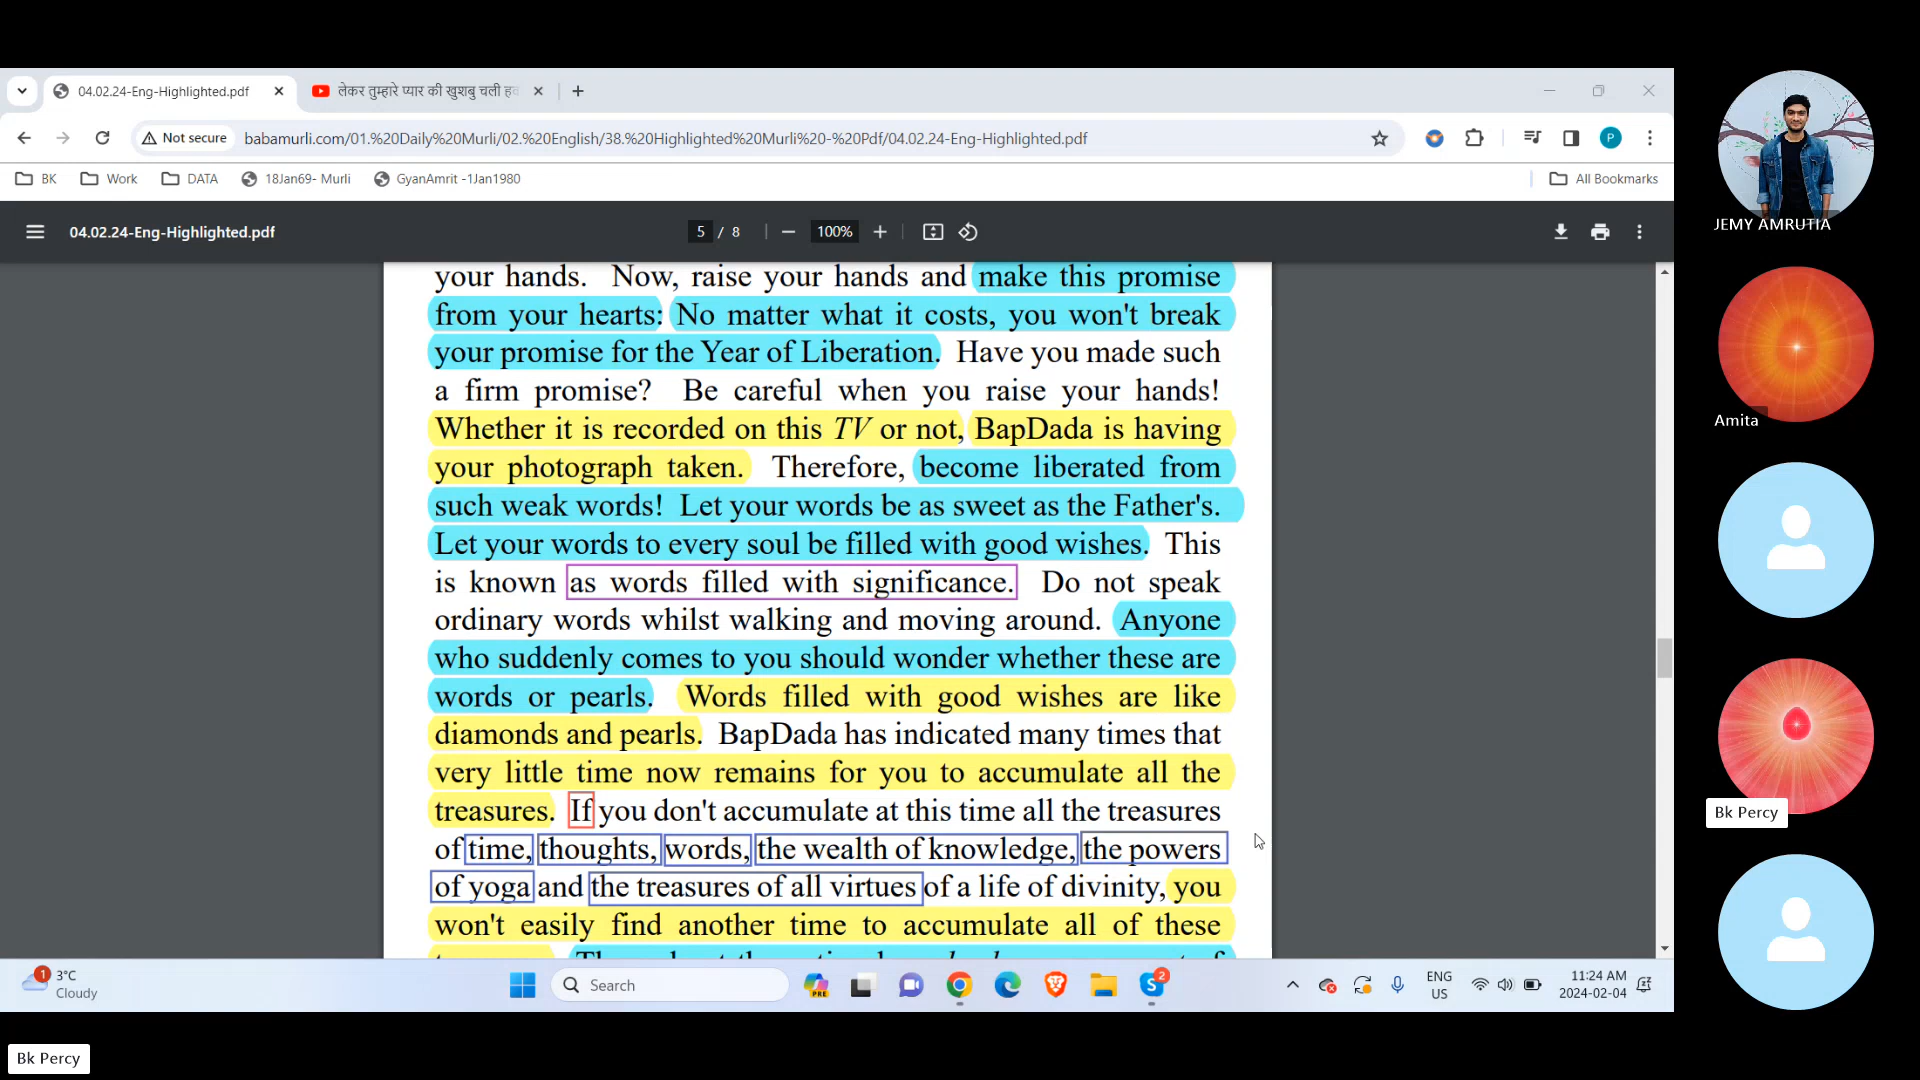 04.02.24-Eng-Highlighted.pdf
लेकर तुम्हारे प्यार की खुशबु चली हव
Not secure
babamurli.com/01.%20Daily%20Murli/02.%20English/38.%20Highlighted%20Murli%20-%20Pdf/04.02.24-Eng-Highlighted.pdf
P
BK
Work
DATA
18Jan69- Murli
GyanAmrit -1Jan1980
All Bookmarks
04.02.24-Eng-Highlighted.pdf
5 / 8
100%
your hands. Now, raise your hands and make this promise
from your hearts: No matter what it costs, you won't break
your promise for the Year of Liberation. Have you made such
a firm promise? Be careful when you raise your hands!
Whether it is recorded on this TV or not, BapDada is having
your photograph taken. Therefore, become liberated from
such weak words! Let your words be as sweet as the Father's.
Let your words to every soul be filled with good wishes. This
is known as words filled with significance. Do not speak
ordinary words whilst walking and moving around. Anyone
who suddenly comes to you should wonder whether these are
words or pearls. Words filled with good wishes are like
diamonds and pearls. BapDada has indicated many times that
very little time now remains for you to accumulate all the
treasures. If you don't accumulate at this time all the treasures
of time, thoughts, words, the wealth of knowledge, the powers
of yoga and the treasures of all virtues of a life of divinity, you
won't easily find another time to accumulate all of these
JEMY AMRUTIA
Amita
Bk Percy
1
3°C
Cloudy
Search
PRE
2
ENG
US
11:24 AM
2024-02-04
Bk Percy